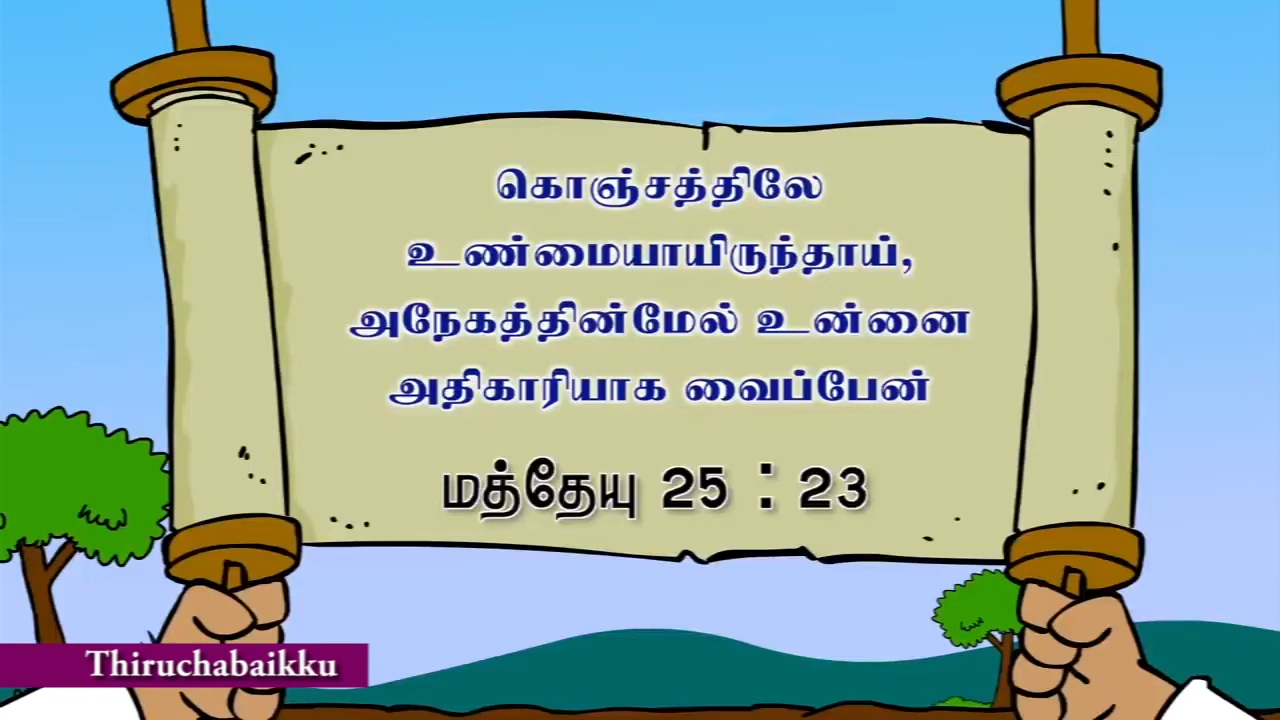 கொஞ்சத்திலே
உண்மையாயிருந்தாய்,
அநேகத்தின்மேல் உன்னை
அதிகாரியாக வைப்பேன்
மத்தேயு 25 : 23
Thiruchabaikku